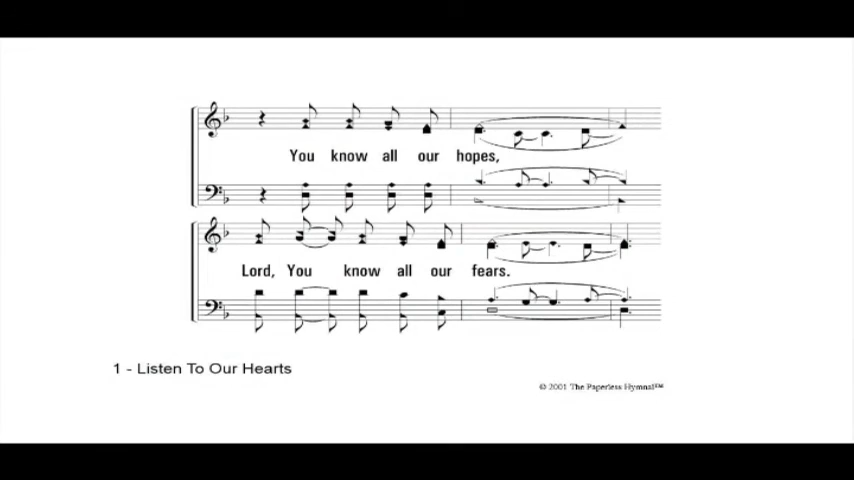 You know all our hopes,
Lord, You know all our fears.
1 - Listen To Our Hearts
© 2001 The Paperless Hymnal™